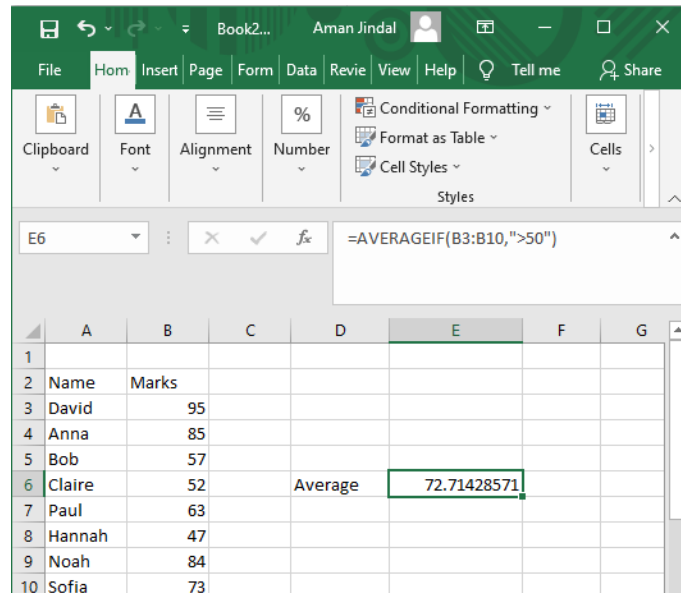 Book2... Aman Jindal
File Hom Insert Page Form Data Revie View Help Tell me Share
Clipboard Font Alignment % Number Conditional Formatting Format as Table Cell Styles Styles Cells
E6 fx =AVERAGEIF(B3:B10,">50")
A B C D E F G
1
2 Name Marks
3 David 95
4 Anna 85
5 Bob 57
6 Claire 52 Average 72.71428571
7 Paul 63
8 Hannah 47
9 Noah 84
10 Sofia 73